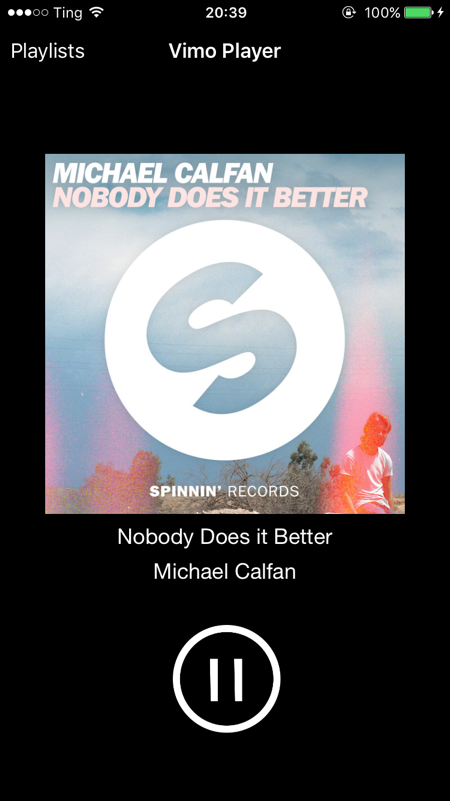 Ting
20:39
100%
Playlists
Vimo Player
MICHAEL CALFAN
NOBODY DOES IT BETTER
SPINNIN' RECORDS
Nobody Does it Better
Michael Calfan